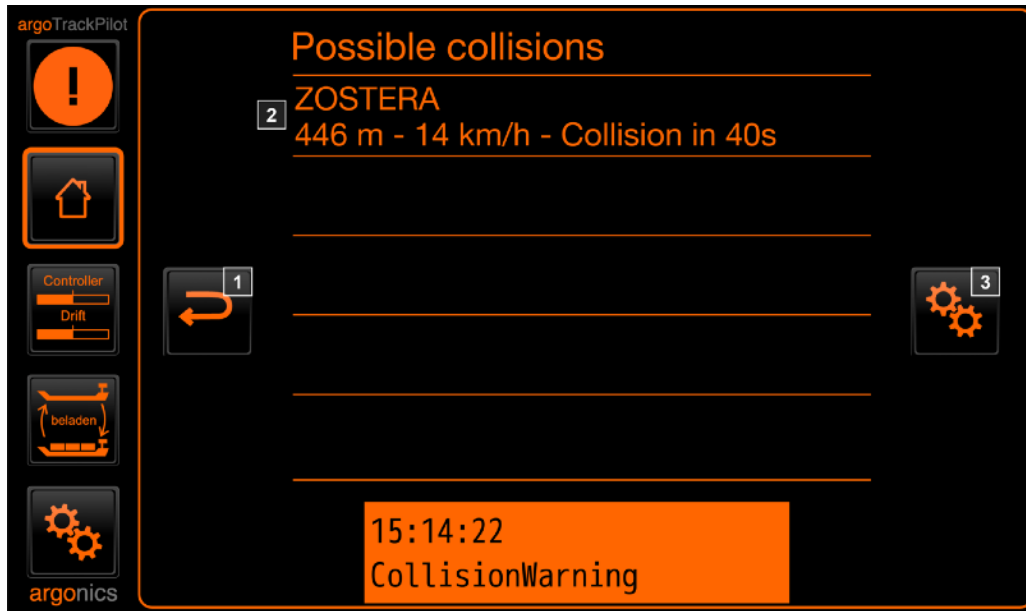 argoTrackPilot
!
Controller
Drift
beladen
argonics
Possible collisions
2
ZOSTERA
446 m - 14 km/h - Collision in 40s
1
3
15:14:22
CollisionWarning